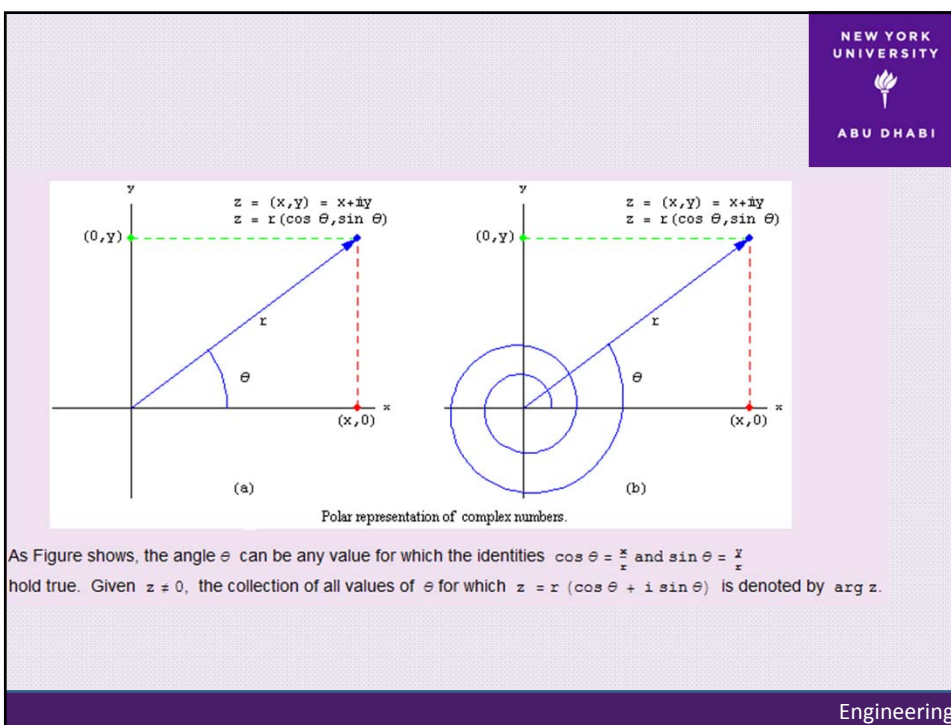 NEW YORK
UNIVERSITY
ABU DHABI
y
z = (x,y) = x+iy
z = r(cos θ,sin θ)
(0,y)
r
θ
x
(x,0)
(a)
y
z = (x,y) = x+iy
z = r(cos θ,sin θ)
(0,y)
r
θ
x
(x,0)
(b)
Polar representation of complex numbers.
As Figure shows, the angle θ can be any value for which the identities cos θ = x/r and sin θ = y/r
hold true. Given z ≠ 0, the collection of all values of θ for which z = r (cos θ + i sin θ) is denoted by arg z.
Engineering